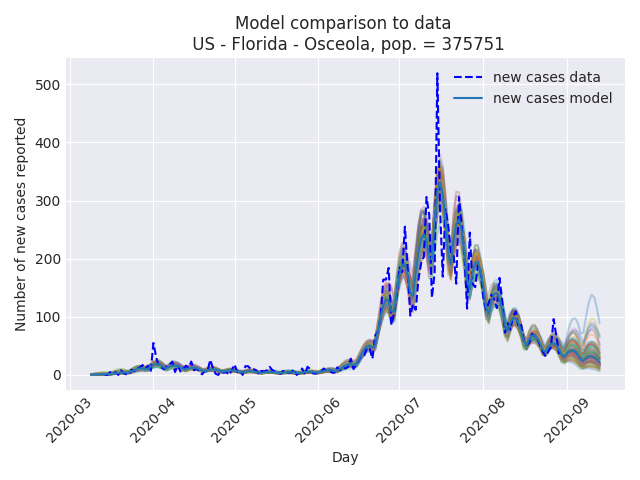 Model comparison to data
US - Florida - Osceola, pop. = 375751
new cases data
new cases model
Number of new cases reported
500
400
300
200
100
0
2020-03
2020-04
2020-05
2020-06
2020-07
2020-08
2020-09
Day